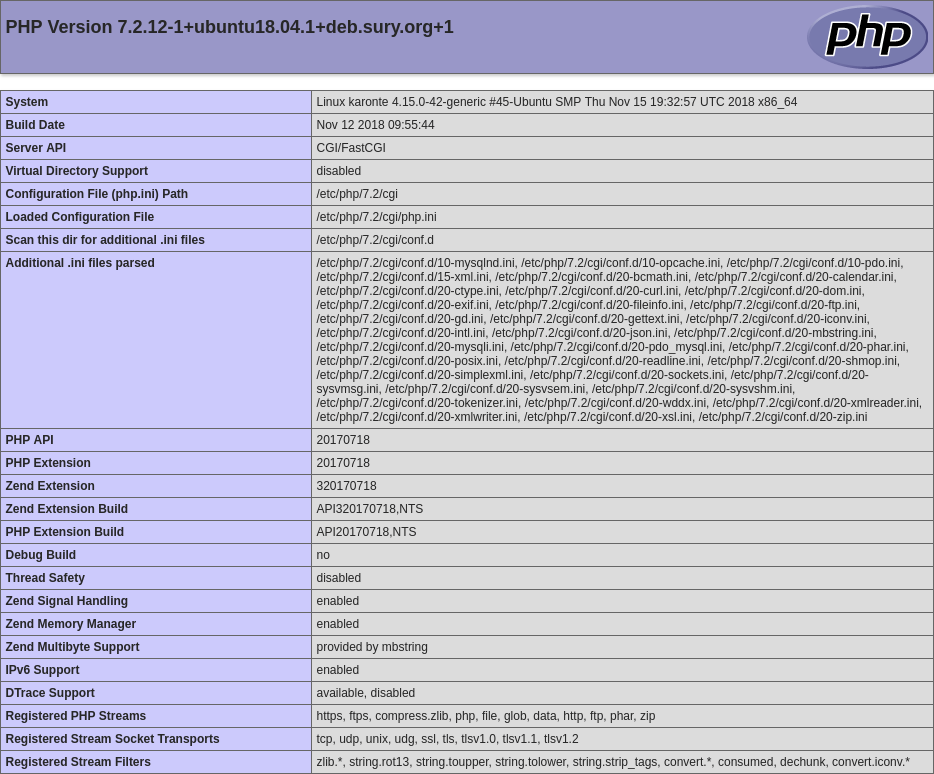 PHP Version 7.2.12-1+ubuntu18.04.1+deb.sury.org+1
php
System Linux karonte 4.15.0-42-generic #45-Ubuntu SMP Thu Nov 15 19:32:57 UTC 2018 x86_64
Build Date Nov 12 2018 09:55:44
Server API CGI/FastCGI
Virtual Directory Support disabled
Configuration File (php.ini) Path /etc/php/7.2/cgi
Loaded Configuration File /etc/php/7.2/cgi/php.ini
Scan this dir for additional .ini files /etc/php/7.2/cgi/conf.d
Additional .ini files parsed /etc/php/7.2/cgi/conf.d/10-mysqlnd.ini, /etc/php/7.2/cgi/conf.d/10-opcache.ini, /etc/php/7.2/cgi/conf.d/10-pdo.ini,
/etc/php/7.2/cgi/conf.d/15-xml.ini, /etc/php/7.2/cgi/conf.d/20-bcmath.ini, /etc/php/7.2/cgi/conf.d/20-calendar.ini,
/etc/php/7.2/cgi/conf.d/20-ctype.ini, /etc/php/7.2/cgi/conf.d/20-curl.ini, /etc/php/7.2/cgi/conf.d/20-dom.ini,
/etc/php/7.2/cgi/conf.d/20-exif.ini, /etc/php/7.2/cgi/conf.d/20-fileinfo.ini, /etc/php/7.2/cgi/conf.d/20-ftp.ini,
/etc/php/7.2/cgi/conf.d/20-gd.ini, /etc/php/7.2/cgi/conf.d/20-gettext.ini, /etc/php/7.2/cgi/conf.d/20-iconv.ini,
/etc/php/7.2/cgi/conf.d/20-intl.ini, /etc/php/7.2/cgi/conf.d/20-json.ini, /etc/php/7.2/cgi/conf.d/20-mbstring.ini,
/etc/php/7.2/cgi/conf.d/20-mysqli.ini, /etc/php/7.2/cgi/conf.d/20-pdo_mysql.ini, /etc/php/7.2/cgi/conf.d/20-phar.ini,
/etc/php/7.2/cgi/conf.d/20-posix.ini, /etc/php/7.2/cgi/conf.d/20-readline.ini, /etc/php/7.2/cgi/conf.d/20-shmop.ini,
/etc/php/7.2/cgi/conf.d/20-simplexml.ini, /etc/php/7.2/cgi/conf.d/20-sockets.ini, /etc/php/7.2/cgi/conf.d/20-
sysvmsg.ini, /etc/php/7.2/cgi/conf.d/20-sysvsem.ini, /etc/php/7.2/cgi/conf.d/20-sysvshm.ini,
/etc/php/7.2/cgi/conf.d/20-tokenizer.ini, /etc/php/7.2/cgi/conf.d/20-wddx.ini, /etc/php/7.2/cgi/conf.d/20-xmlreader.ini,
/etc/php/7.2/cgi/conf.d/20-xmlwriter.ini, /etc/php/7.2/cgi/conf.d/20-xsl.ini, /etc/php/7.2/cgi/conf.d/20-zip.ini
PHP API 20170718
PHP Extension 20170718
Zend Extension 320170718
Zend Extension Build API320170718,NTS
PHP Extension Build API20170718,NTS
Debug Build no
Thread Safety disabled
Zend Signal Handling enabled
Zend Memory Manager enabled
Zend Multibyte Support provided by mbstring
IPv6 Support enabled
DTrace Support available, disabled
Registered PHP Streams https, ftps, compress.zlib, php, file, glob, data, http, ftp, phar, zip
Registered Stream Socket Transports tcp, udp, unix, udg, ssl, tls, tlsv1.0, tlsv1.1, tlsv1.2
Registered Stream Filters zlib.*, string.rot13, string.toupper, string.tolower, string.strip_tags, convert.*, consumed, dechunk, convert.iconv.*